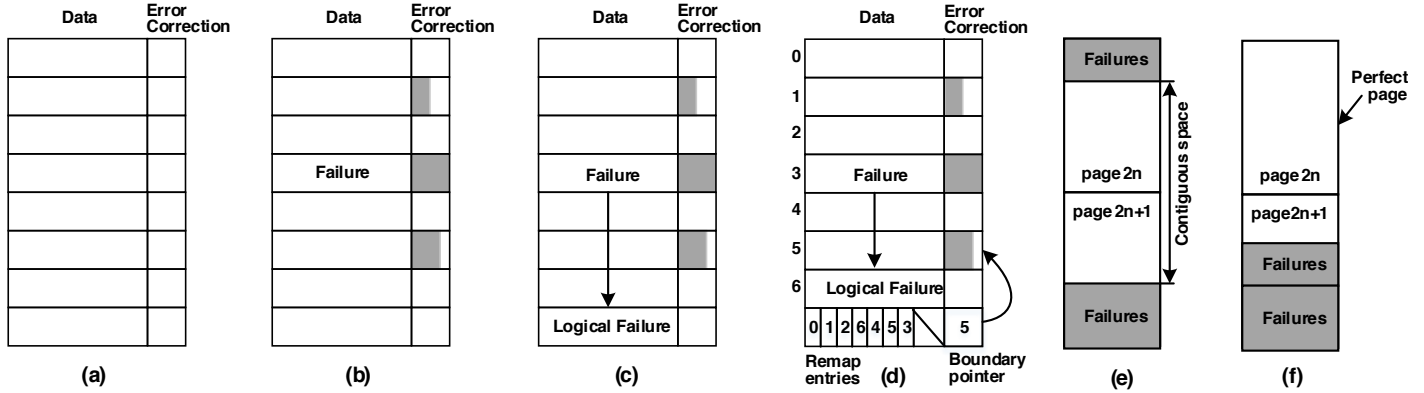 Data
Error
Correction
(a)
Data
Error
Correction
Failure
(b)
Data
Error
Correction
Failure
Logical Failure
(c)
Data
Error
Correction
0
1
2
3
Failure
4
5
6
Logical Failure
0 1 2 6 4 5 3
5
Remap
entries
(d)
Boundary
pointer
Failures
page 2n
page 2n+1
Contiguous space
Failures
(e)
Perfect
page
page 2n
page2n+1
Failures
Failures
(f)